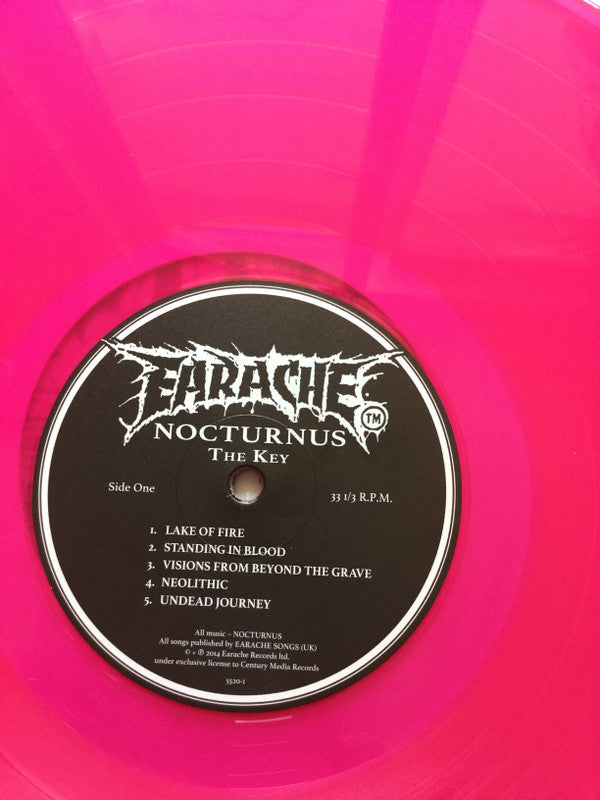 EARACHE TM
NOCTURNUS
THE KEY
Side One
33 1/3 R.P.M.
1. LAKE OF FIRE
2. STANDING IN BLOOD
3. VISIONS FROM BEYOND THE GRAVE
4. NEOLITHIC
5. UNDEAD JOURNEY
All music – NOCTURNUS
All songs published by EARACHE SONGS (UK)
© + ℗ 2014 Earache Records ltd.
under exclusive license to Century Media Records
5520-1